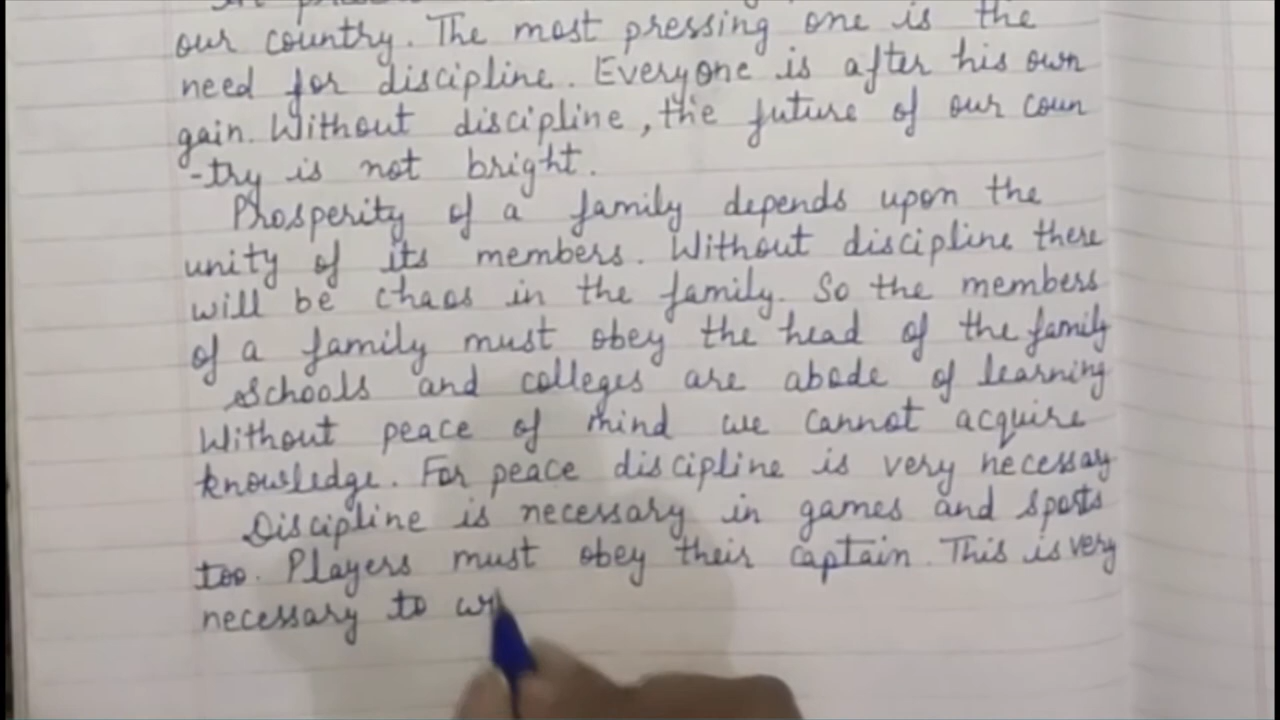 our country. The most pressing one is the
need for discipline. Everyone is after his own
gain. Without discipline, the future of our coun
-try is not bright.
Prosperity of a family depends upon the
unity of its members. Without discipline there
will be chaos in the family. So the members
of a family must obey the head of the family
Schools and colleges are abode of learning
Without peace of mind we cannot acquire
knowledge. For peace discipline is very necessary
Discipline is necessary in games and sports
too. Players must obey their captain. This is very
necessary to